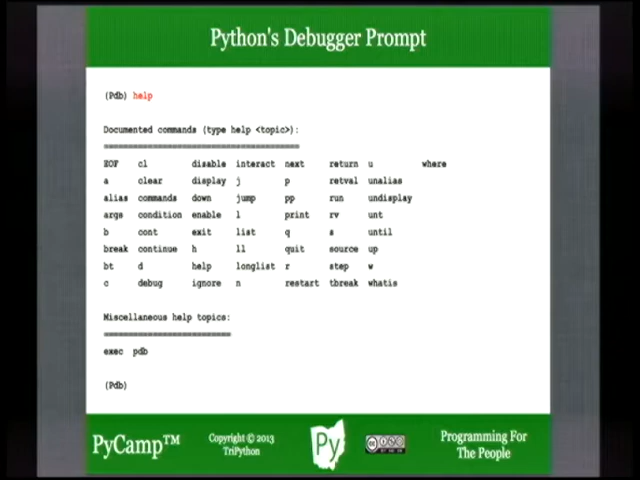 Python's Debugger Prompt
(Pdb) help
Documented commands (type help <topic>):
========================================
EOF cl disable interact next return u where
a clear display j p retval unalias
alias commands down jump pp run undisplay
args condition enable l print rv unt
b cont exit list q s until
break continue h ll quit source up
bt d help longlist r step w
c debug ignore n restart tbreak whatis
Miscellaneous help topics:
==========================
exec pdb
(Pdb)
PyCamp™
Copyright © 2013
TriPython
Py
Programming For
The People